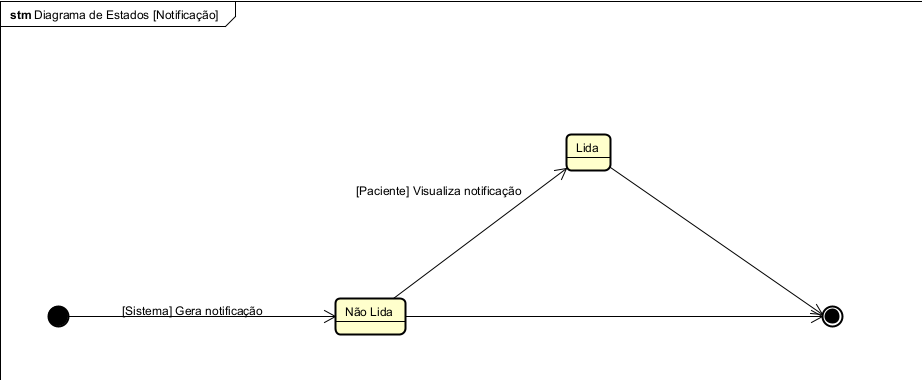 stm Diagrama de Estados [Notificação]
Lida
[Paciente] Visualiza notificação
[Sistema] Gera notificação
Não Lida